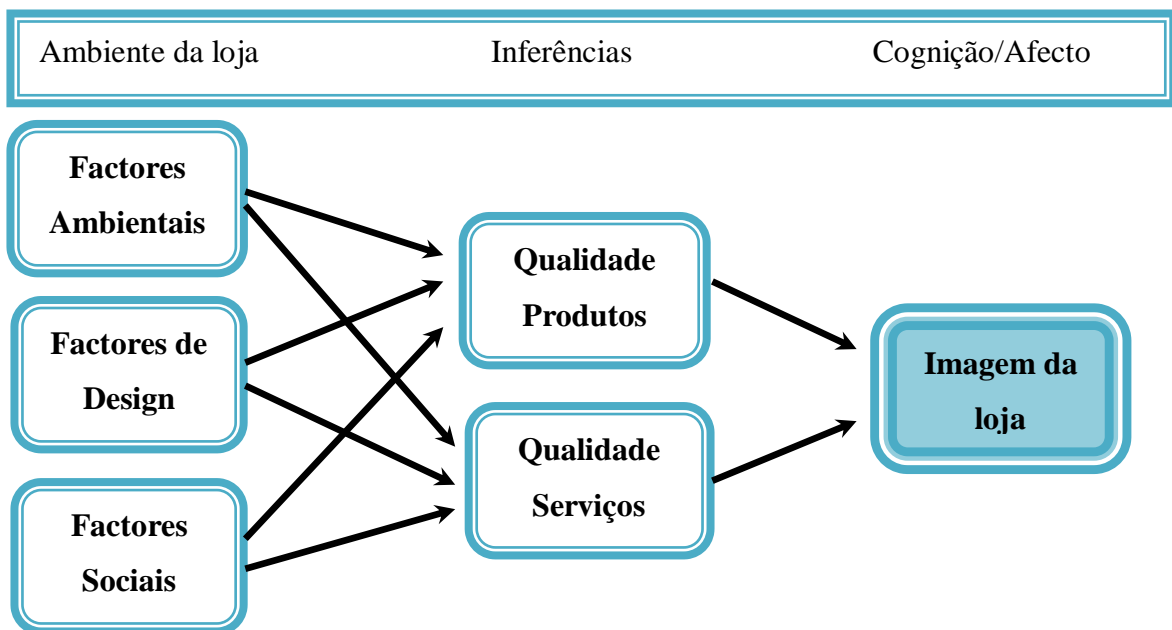 Ambiente da loja Inferências Cognição/Afecto
Factores
Ambientais
Factores de
Design
Factores
Sociais
Qualidade
Produtos
Qualidade
Serviços
Imagem da
loja